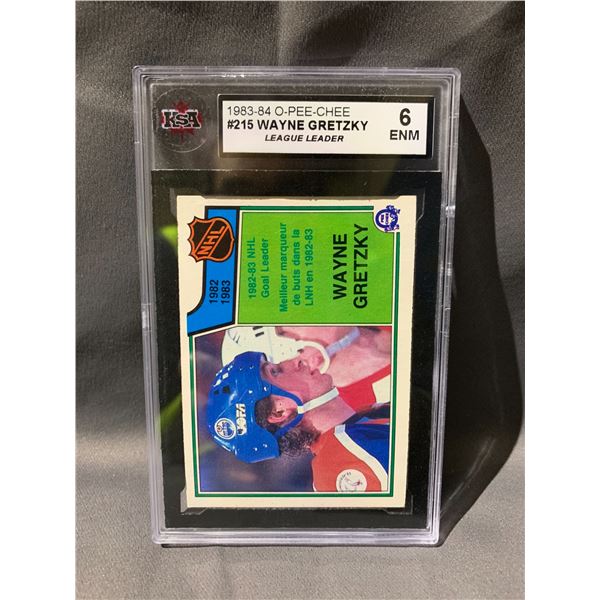 KSA
1983-84 O-PEE-CHEE
#215 WAYNE GRETZKY
LEAGUE LEADER
6
ENM
NHL
1982
1983
1982-83 NHL
Goal Leader
Meilleur marqueur
de buts dans la
LNH en 1982-83
WAYNE
GRETZKY
JOFA